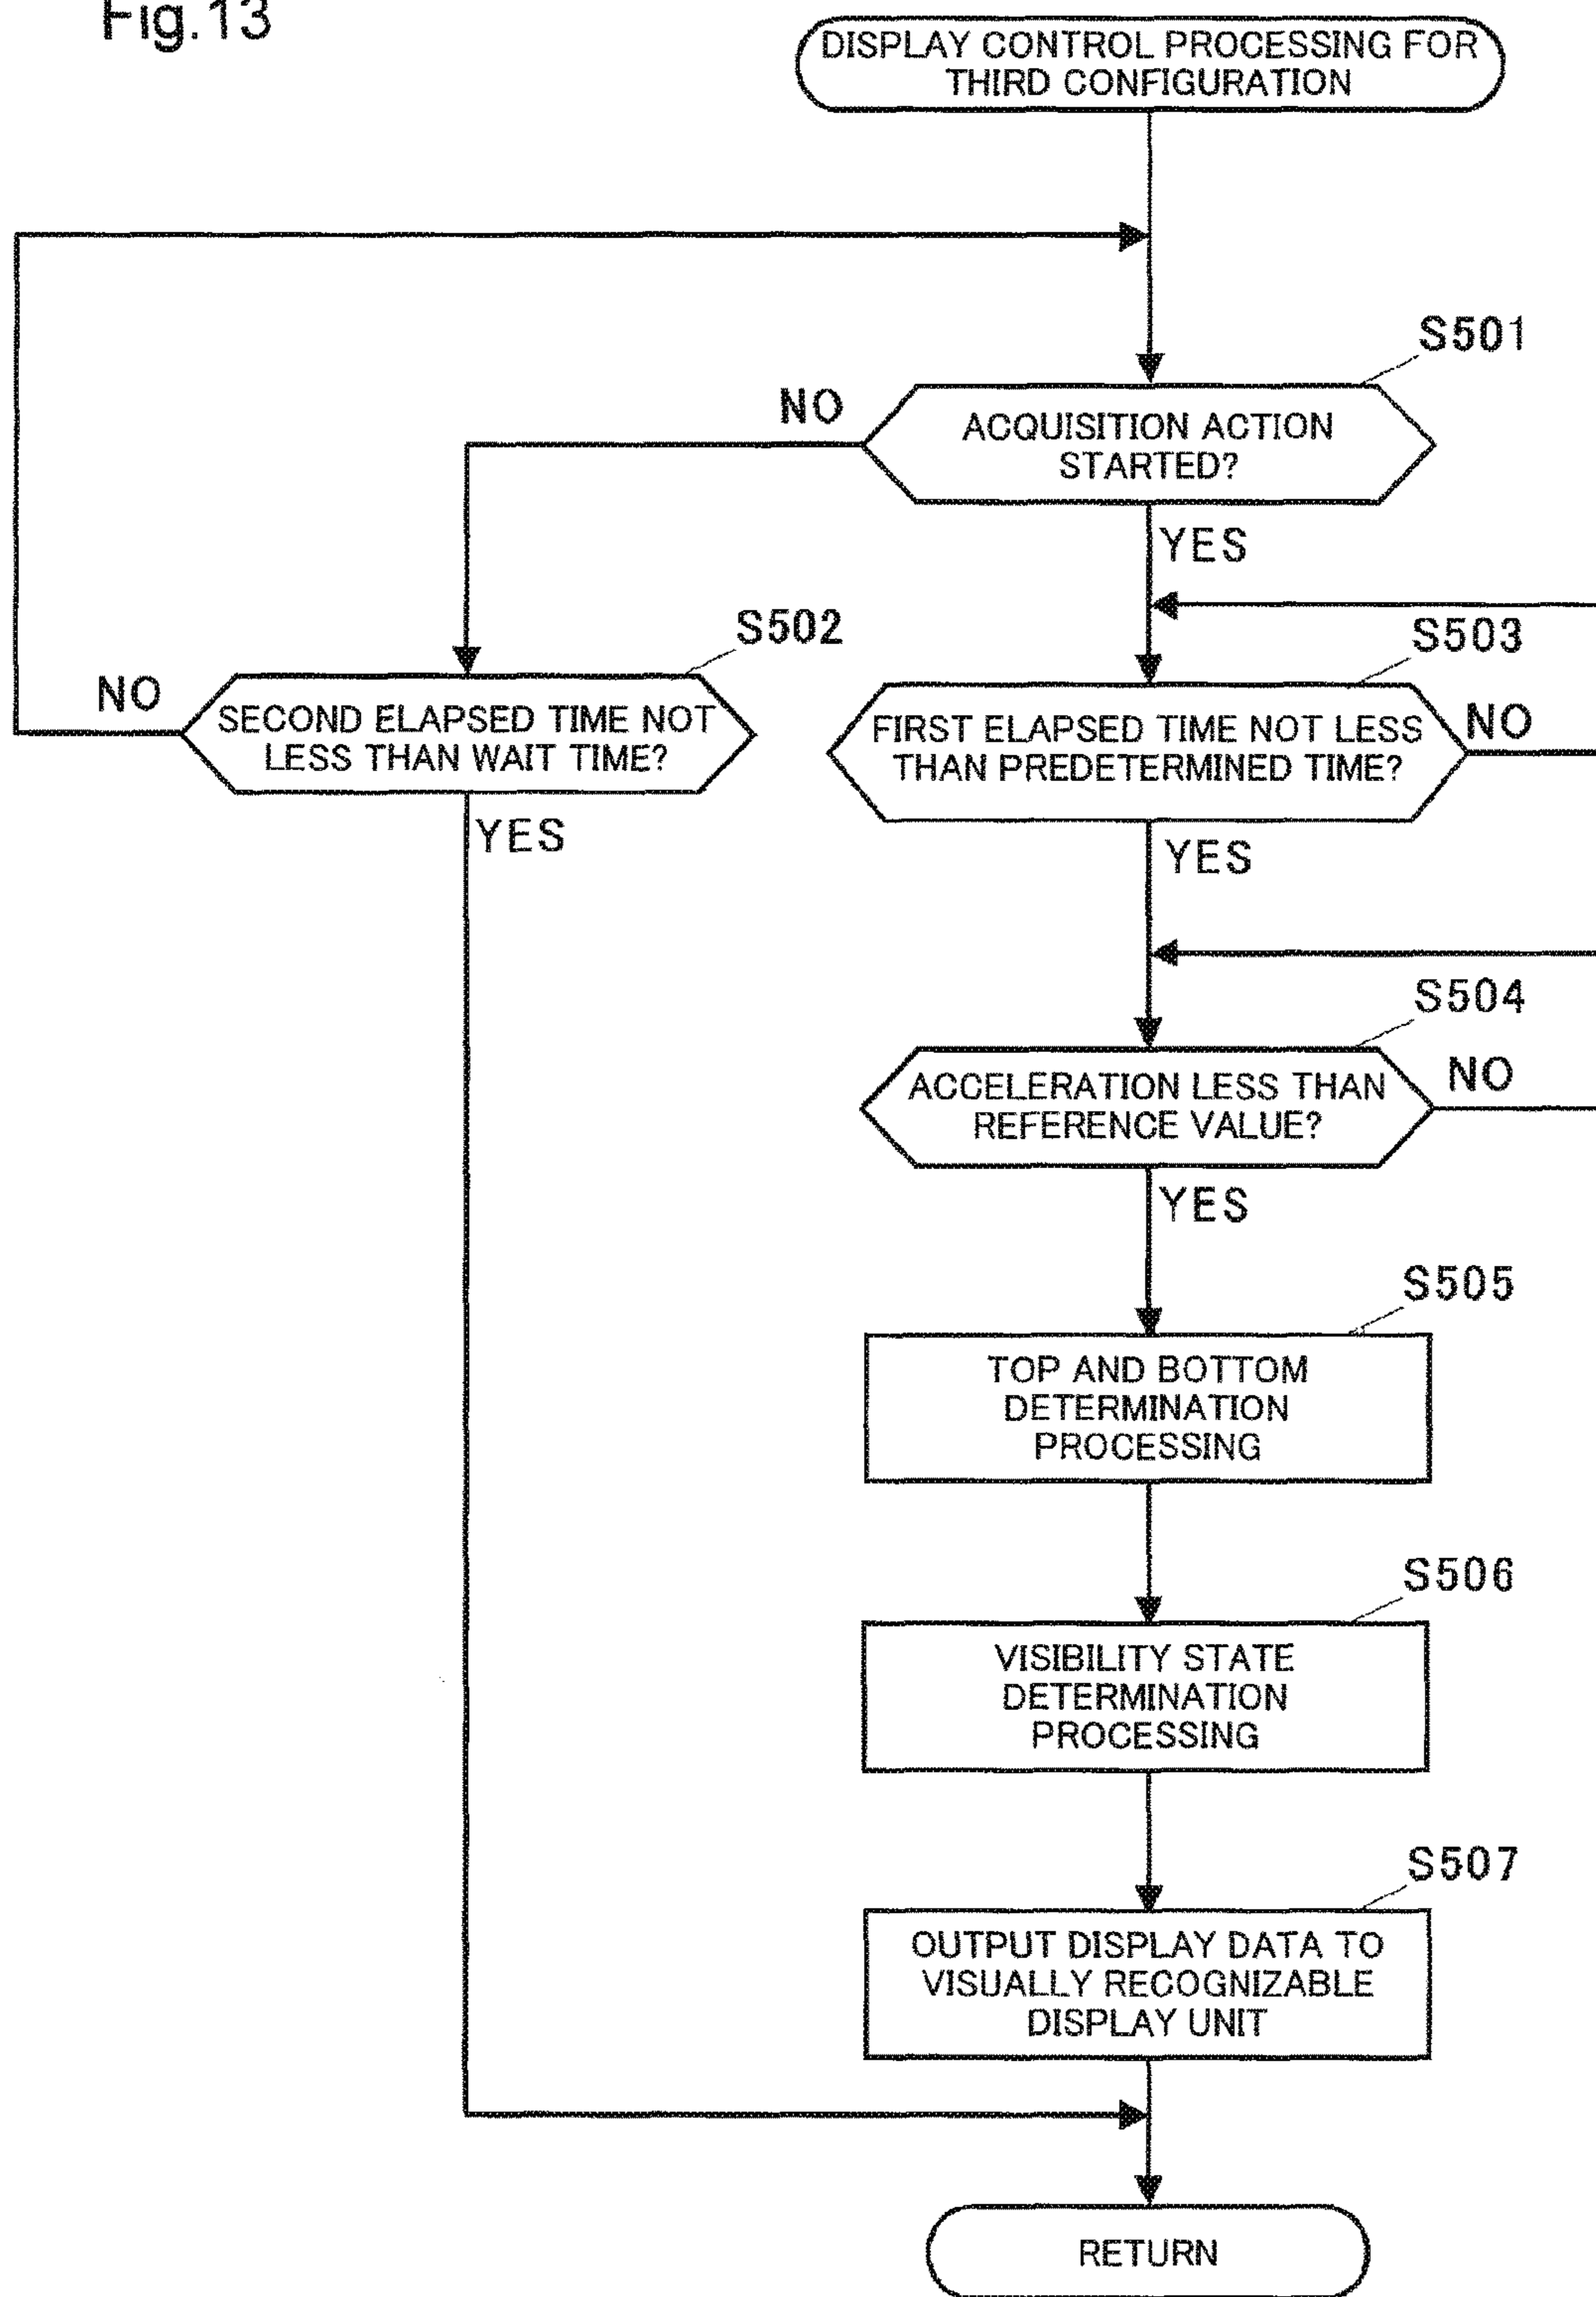 Fig.13
DISPLAY CONTROL PROCESSING FOR
THIRD CONFIGURATION
S501
NO
ACQUISITION ACTION
STARTED?
YES
S502
S503
NO
SECOND ELAPSED TIME NOT
LESS THAN WAIT TIME?
FIRST ELAPSED TIME NOT LESS
THAN PREDETERMINED TIME?
NO
YES
YES
S504
ACCELERATION LESS THAN
REFERENCE VALUE?
NO
YES
S505
TOP AND BOTTOM
DETERMINATION
PROCESSING
S506
VISIBILITY STATE
DETERMINATION
PROCESSING
S507
OUTPUT DISPLAY DATA TO
VISUALLY RECOGNIZABLE
DISPLAY UNIT
RETURN